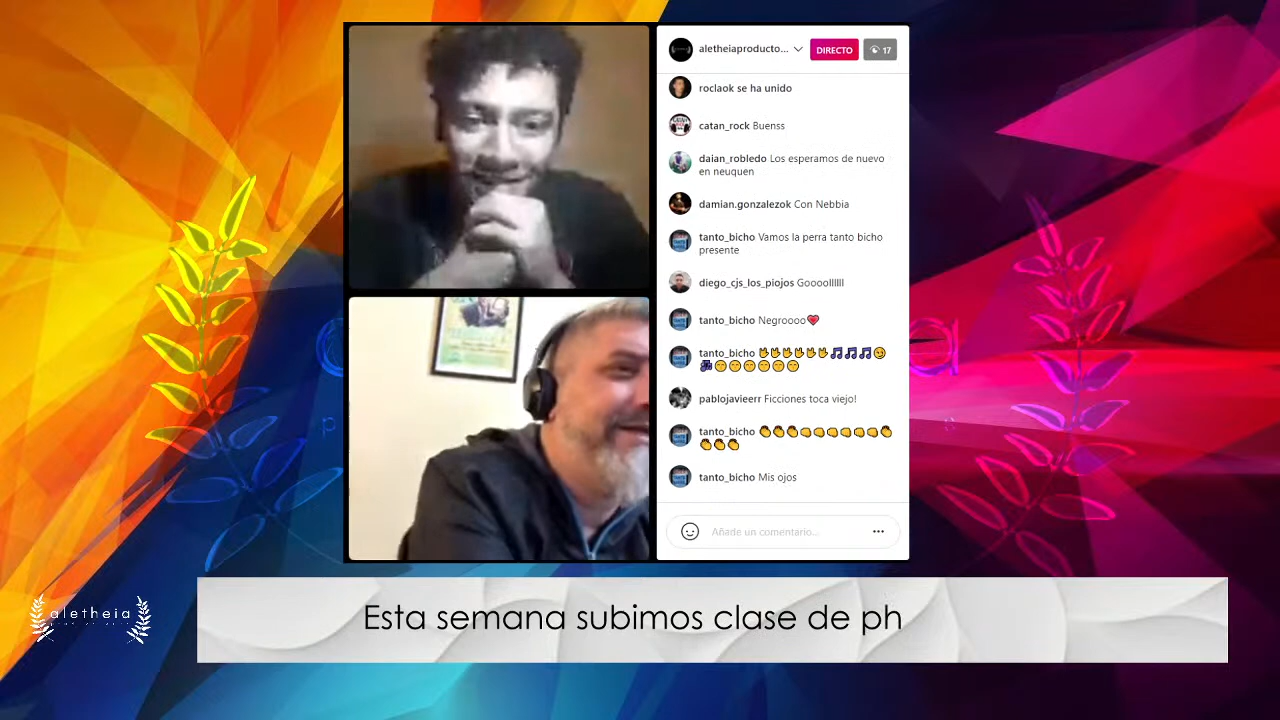 aletheiaproducto...
DIRECTO
17
roclaok se ha unido
catan_rock Buenss
daian_robledo Los esperamos de nuevo
en neuquen
damian.gonzalezok Con Nebbia
tanto_bicho Vamos la perra tanto bicho
presente
diego_cjs_los_piojos Goooollllll
tanto_bicho Negroooo❤️
tanto_bicho
pablojavieerr Ficciones toca viejo!
tanto_bicho
tanto_bicho Mis ojos
Añade un comentario...
Esta semana subimos clase de ph
aletheia